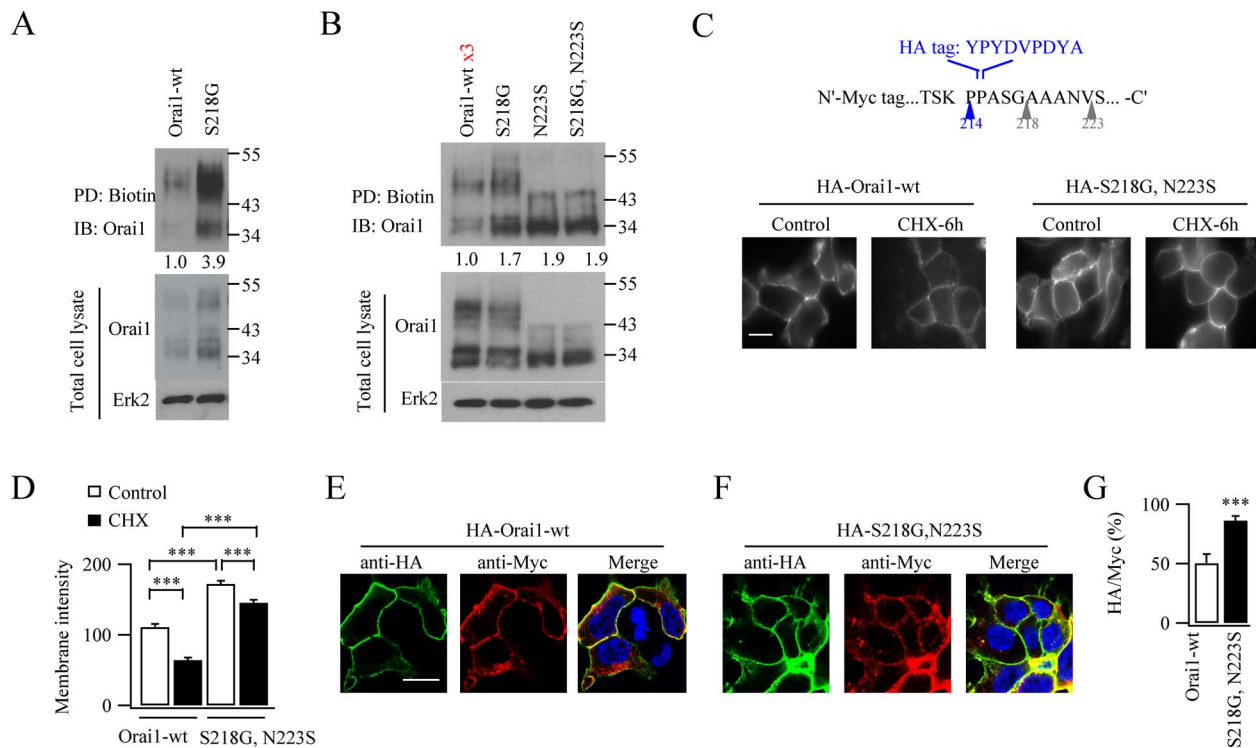 A
Orai1-wt
S218G
PD: Biotin
IB: Orai1
55
43
34
1.0 3.9
Total cell lysate
Orai1
55
43
34
Erk2
B
Orai1-wt x3
S218G
N223S
S218G, N223S
PD: Biotin
IB: Orai1
55
43
34
1.0 1.7 1.9 1.9
Total cell lysate
Orai1
55
43
34
Erk2
C
HA tag: YPYDVPDYA
N'-Myc tag...TSK PPASGAAANVS... -C'
214 218 223
HA-Orai1-wt
HA-S218G, N223S
Control CHX-6h Control CHX-6h
D
Control
CHX
***
*** ***
***
Membrane intensity
200
100
0
Orai1-wt S218G, N223S
E
HA-Orai1-wt
anti-HA anti-Myc Merge
F
HA-S218G,N223S
anti-HA anti-Myc Merge
G
***
HA/Myc (%)
100
50
0
Orai1-wt
S218G, N223S